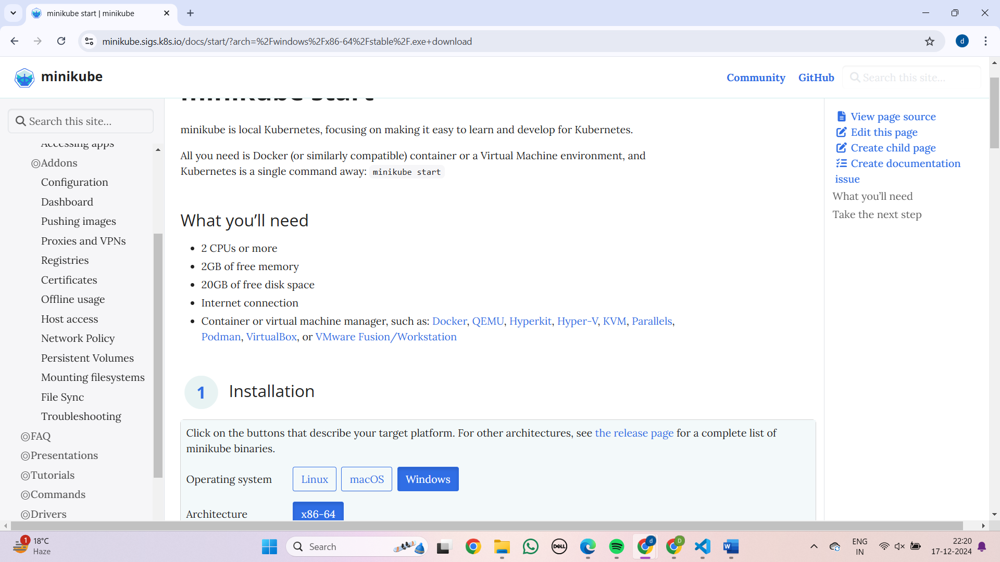 minikube start | minikube
minikube.sigs.k8s.io/docs/start/?arch=%2Fwindows%2Fx86-64%2Fstable%2F.exe+download
d
minikube
Community
GitHub
Search this site...
Search this site...
Accessing apps
Addons
Configuration
Dashboard
Pushing images
Proxies and VPNs
Registries
Certificates
Offline usage
Host access
Network Policy
Persistent Volumes
Mounting filesystems
File Sync
Troubleshooting
FAQ
Presentations
Tutorials
Commands
Drivers
minikube start
minikube is local Kubernetes, focusing on making it easy to learn and develop for Kubernetes.
All you need is Docker (or similarly compatible) container or a Virtual Machine environment, and
Kubernetes is a single command away: minikube start
What you’ll need
2 CPUs or more
2GB of free memory
20GB of free disk space
Internet connection
Container or virtual machine manager, such as: Docker, QEMU, Hyperkit, Hyper-V, KVM, Parallels,
Podman, VirtualBox, or VMware Fusion/Workstation
1 Installation
Click on the buttons that describe your target platform. For other architectures, see the release page for a complete list of
minikube binaries.
Operating system Linux macOS Windows
Architecture x86-64
View page source
Edit this page
Create child page
Create documentation
issue
What you’ll need
Take the next step
1
18°C
Haze
Search
DELL
d
D
W
ENG
IN
22:20
17-12-2024